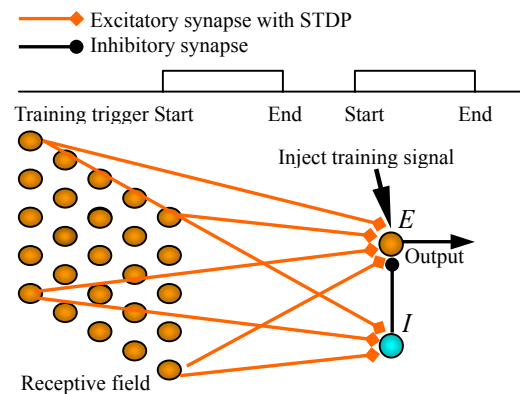 Excitatory synapse with STDP
Inhibitory synapse
Training trigger Start End Start End
Inject training signal
E
Output
I
Receptive field